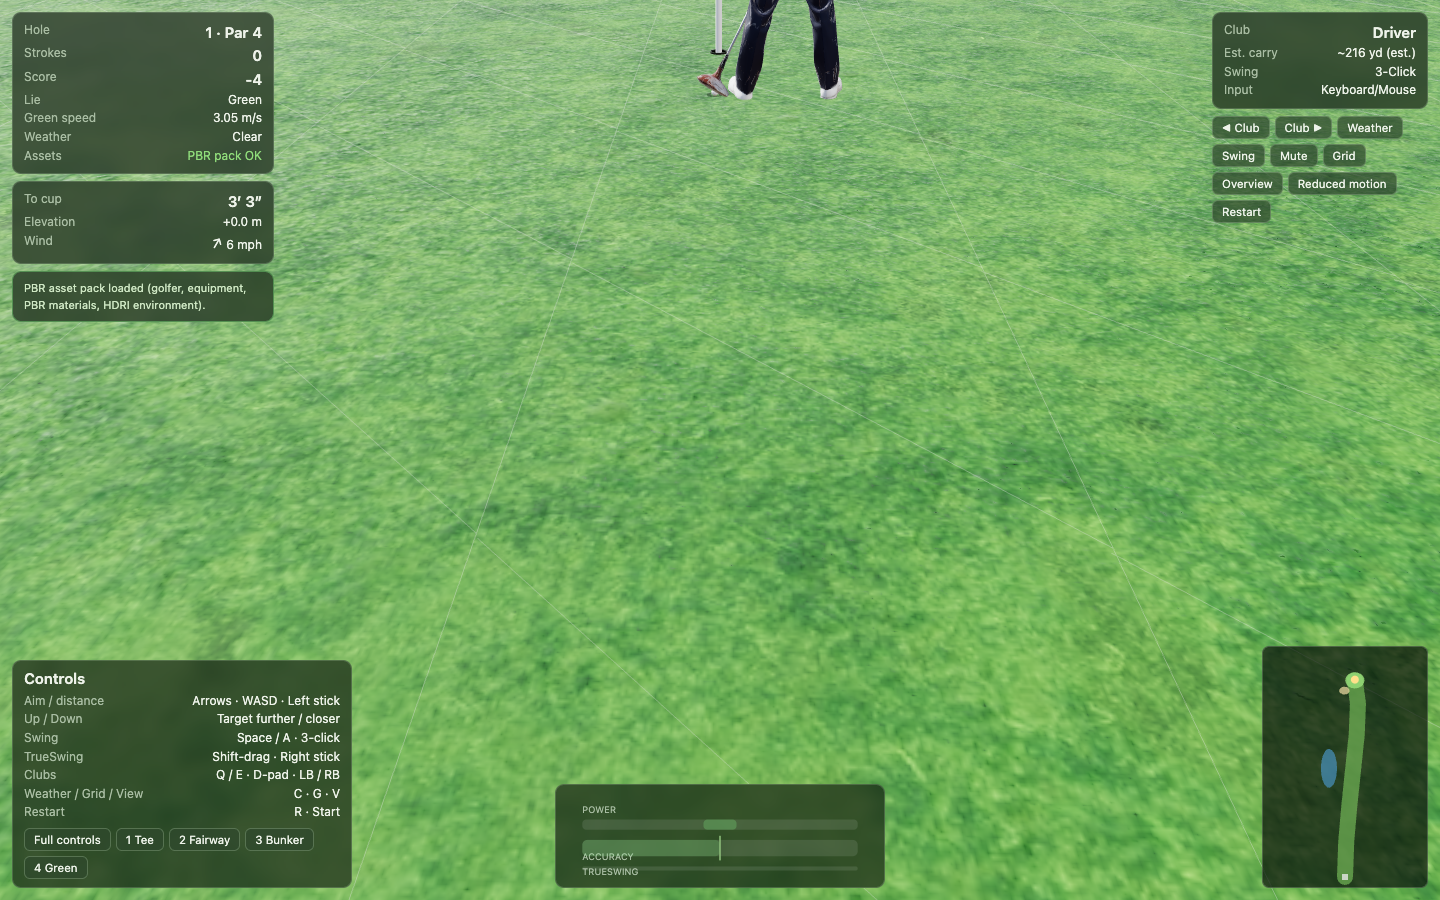 Hole 1 · Par 4
Strokes 0
Score -4
Lie Green
Green speed 3.05 m/s
Weather Clear
Assets PBR pack OK
To cup 3′ 3″
Elevation +0.0 m
Wind ↗ 6 mph
PBR asset pack loaded (golfer, equipment,
PBR materials, HDRI environment).
Club Driver
Est. carry ~216 yd (est.)
Swing 3-Click
Input Keyboard/Mouse
◀ Club Club ▶ Weather
Swing Mute Grid
Overview Reduced motion
Restart
Controls
Aim / distance Arrows · WASD · Left stick
Up / Down Target further / closer
Swing Space / A · 3-click
TrueSwing Shift-drag · Right stick
Clubs Q / E · D-pad · LB / RB
Weather / Grid / View C · G · V
Restart R · Start
Full controls 1 Tee 2 Fairway 3 Bunker
4 Green
POWER
ACCURACY
TRUESWING